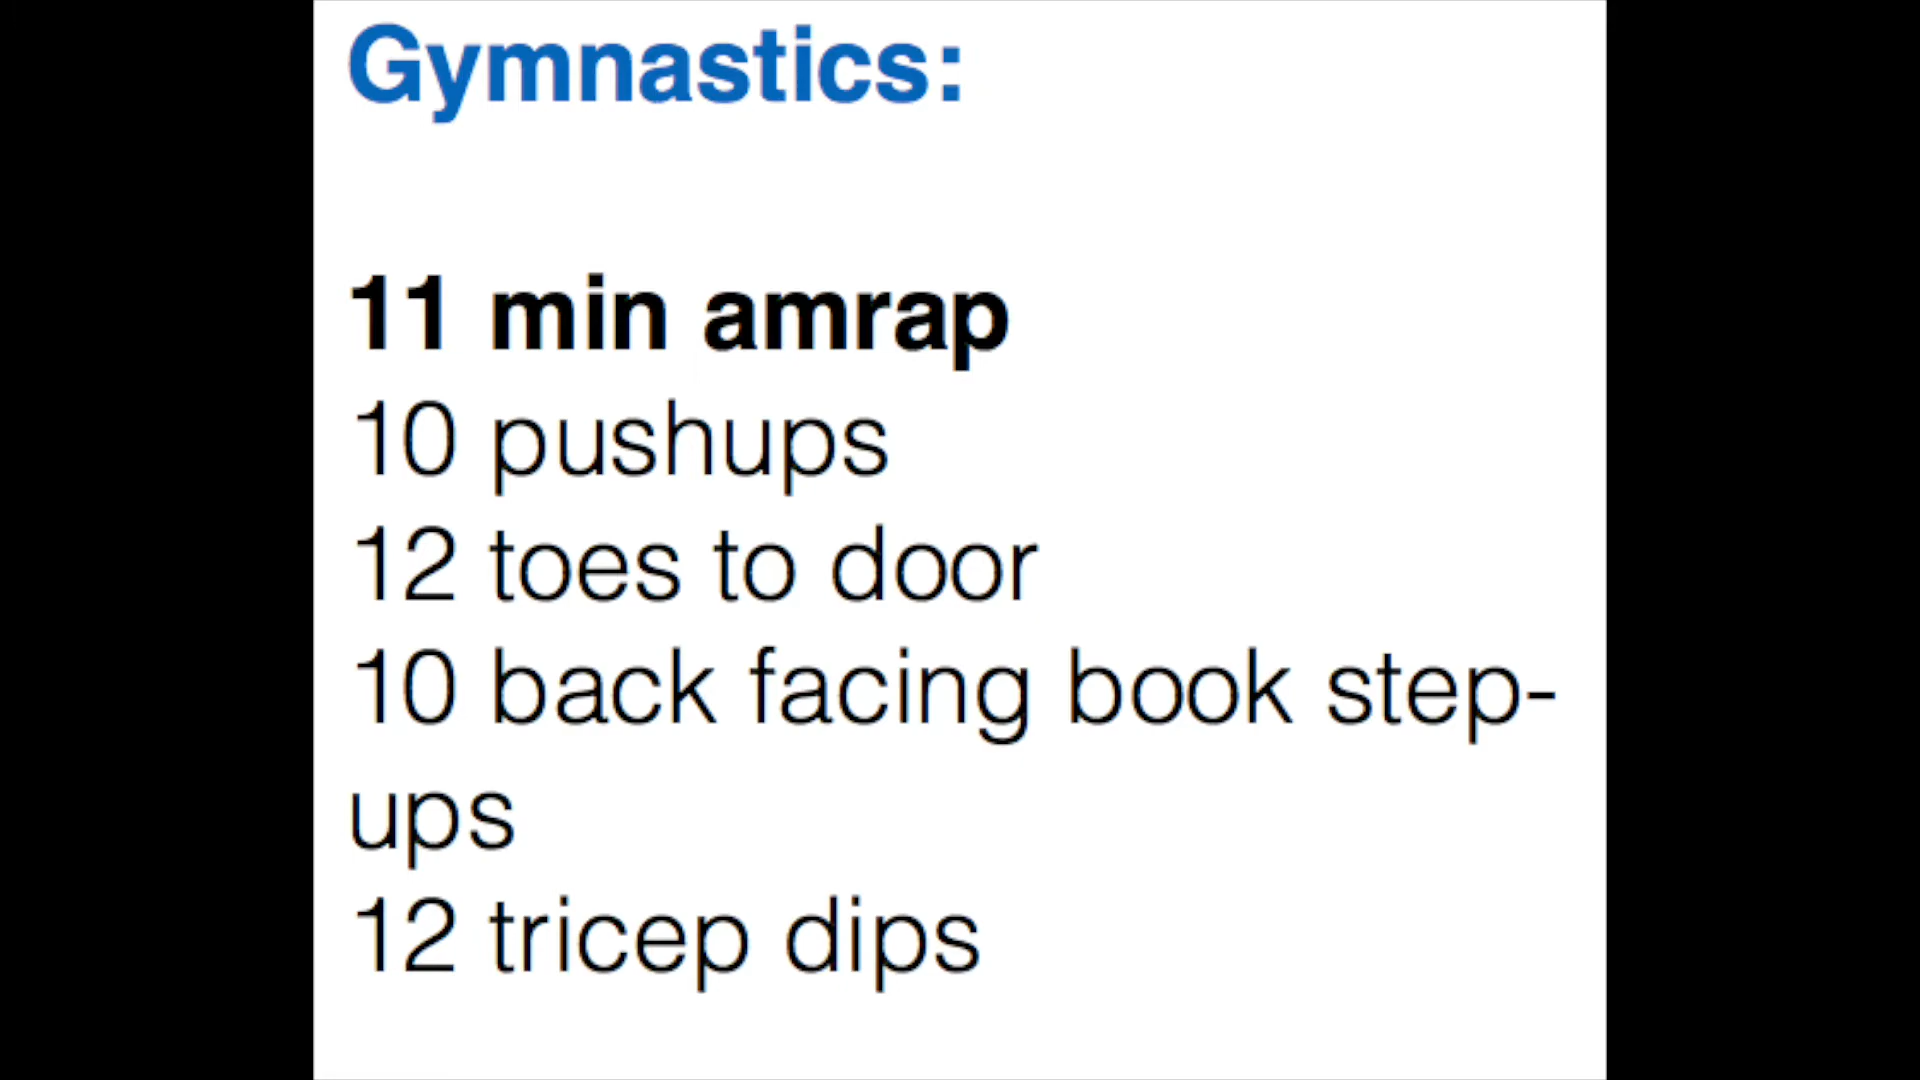 Gymnastics:
11 min amrap
10 pushups
12 toes to door
10 back facing book step-
ups
12 tricep dips